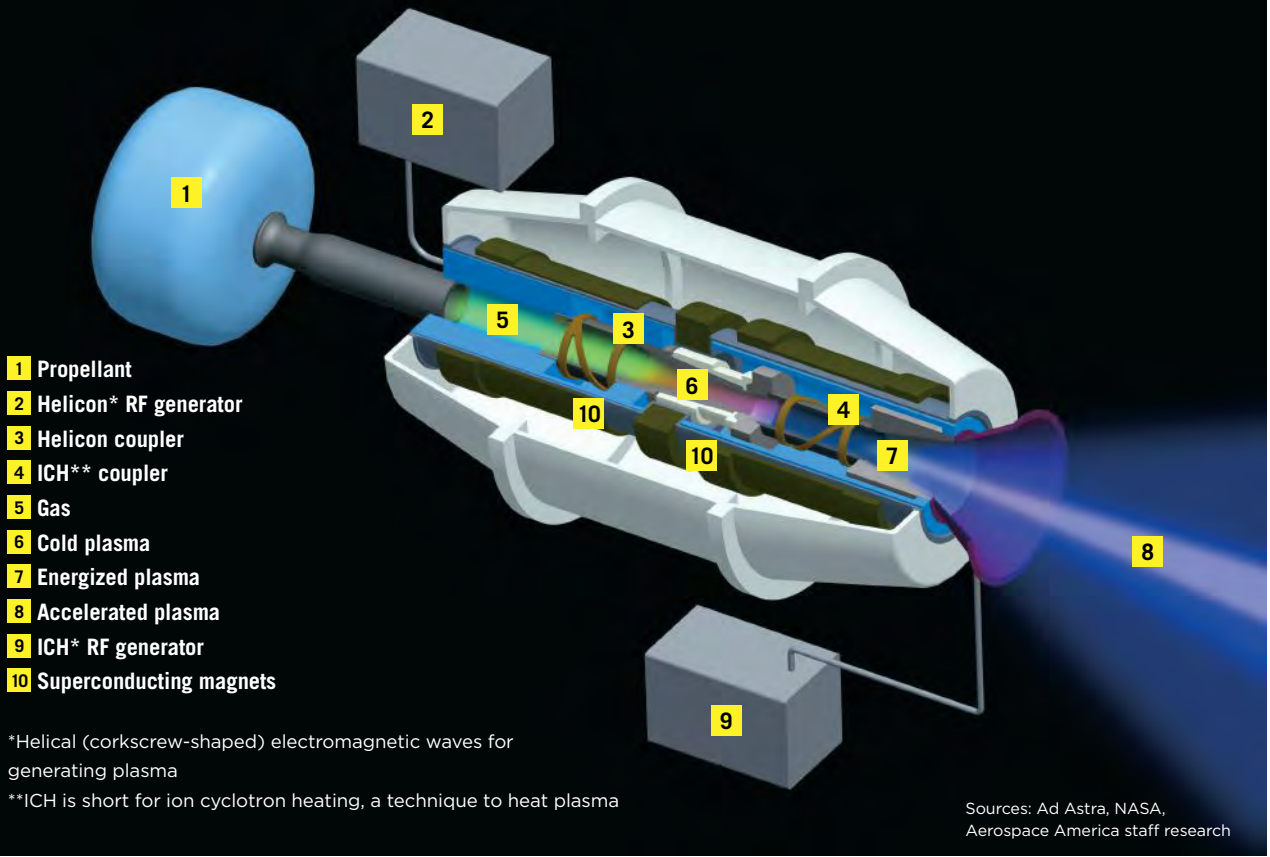 2
1
5
3
6
10
4
10
7
8
9
1 Propellant
2 Helicon* RF generator
3 Helicon coupler
4 ICH** coupler
5 Gas
6 Cold plasma
7 Energized plasma
8 Accelerated plasma
9 ICH* RF generator
10 Superconducting magnets
*Helical (corkscrew-shaped) electromagnetic waves for
generating plasma
**ICH is short for ion cyclotron heating, a technique to heat plasma
Sources: Ad Astra, NASA,
Aerospace America staff research